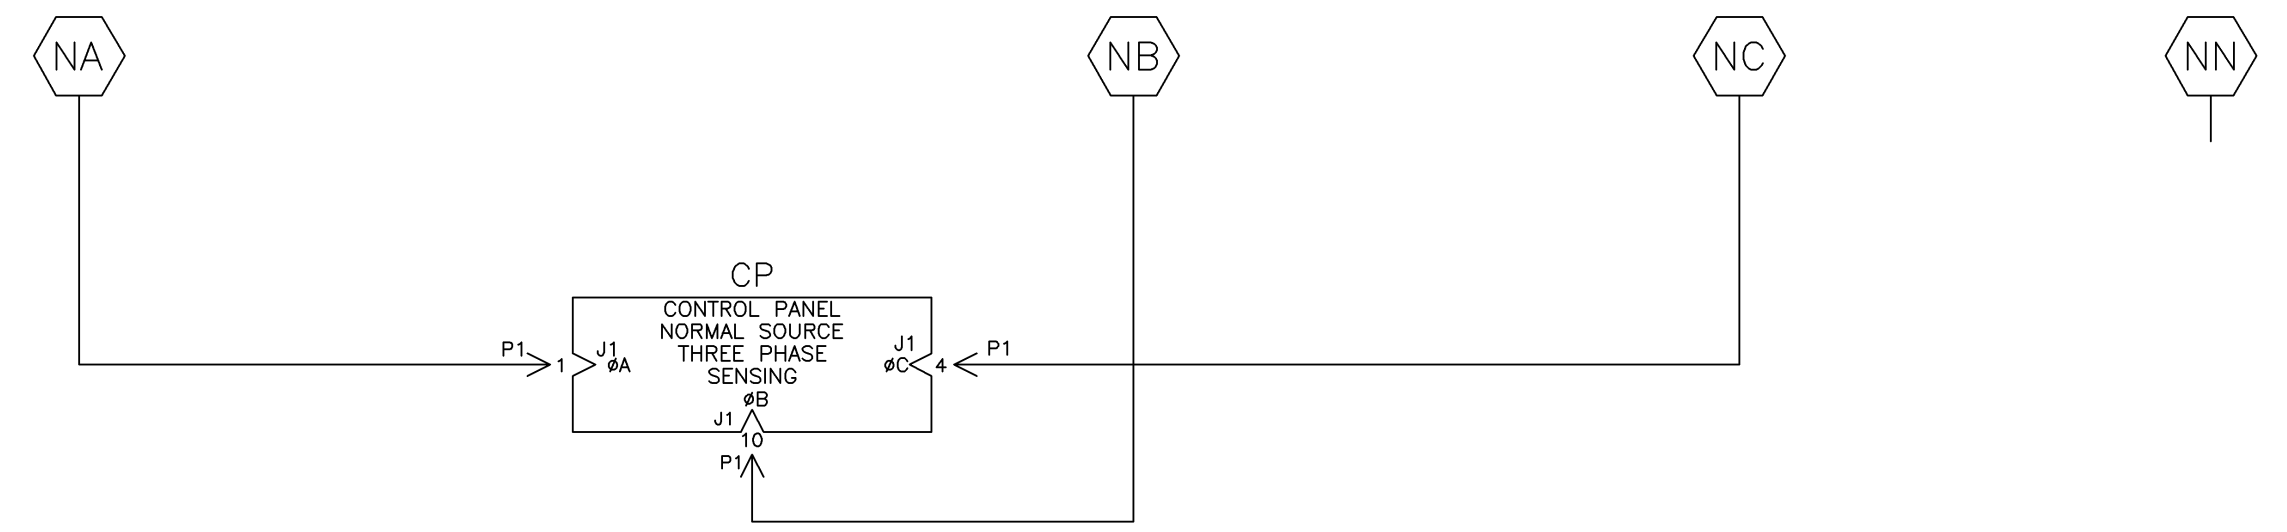 NA
NB
NC
NN
CP
CONTROL PANEL
NORMAL SOURCE
THREE PHASE
SENSING
P1
1
J1
øA
J1
øC
4
P1
øB
J1
10
P1